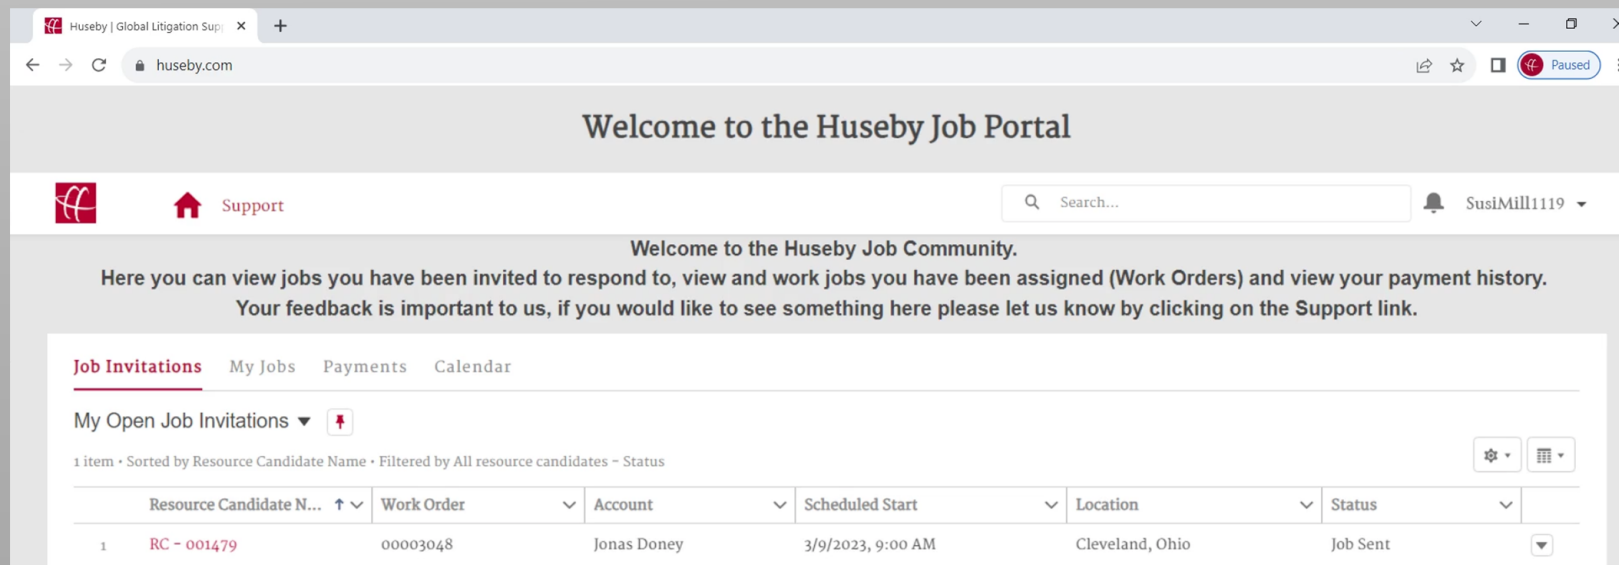 Huseby | Global Litigation Sup
huseby.com
Paused
Welcome to the Huseby Job Portal
Support
Search...
SusiMill1119
Welcome to the Huseby Job Community.
Here you can view jobs you have been invited to respond to, view and work jobs you have been assigned (Work Orders) and view your payment history.
Your feedback is important to us, if you would like to see something here please let us know by clicking on the Support link.
Job Invitations My Jobs Payments Calendar
My Open Job Invitations
1 item • Sorted by Resource Candidate Name • Filtered by All resource candidates - Status
Resource Candidate N... Work Order Account Scheduled Start Location Status
1 RC - 001479 00003048 Jonas Doney 3/9/2023, 9:00 AM Cleveland, Ohio Job Sent